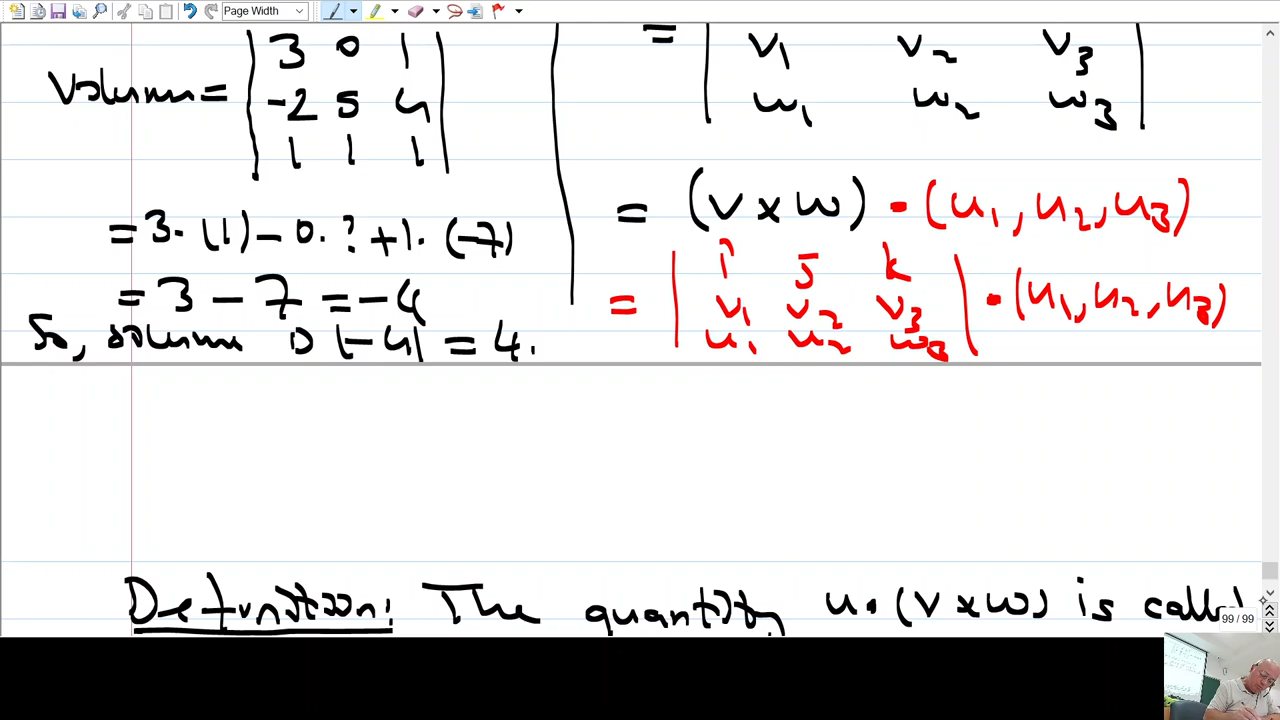 Page Width
Volume = | 3 0 1 |
| -2 5 4 |
| 1 1 1 |
= 3·(1) - 0·? + 1·(-7)
= 3 - 7 = -4
So, volume is |-4| = 4.
= | v1 v2 v3 |
| w1 w2 w3 |
= (v × w) · (u1, u2, u3)
= | i j k |
| v1 v2 v3 |
| w1 w2 w3 | · (u1, u2, u3)
Definition: The quantity u·(v×w) is called
99 / 99